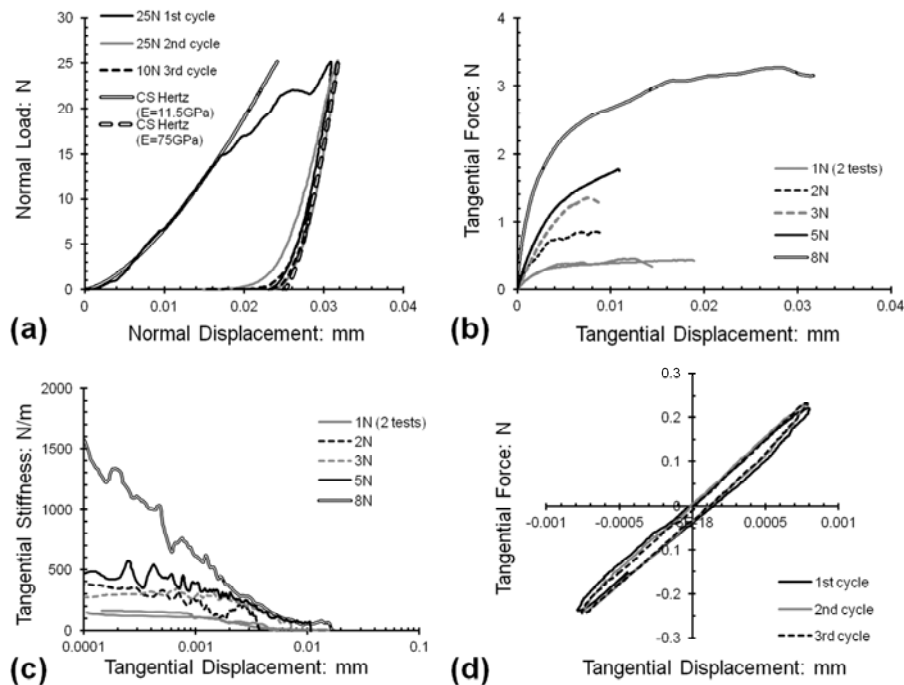 30
25
20
15
10
5
0
Normal Load: N
25N 1st cycle
25N 2nd cycle
10N 3rd cycle
CS Hertz
(E=11.5GPa)
CS Hertz
(E=75GPa)
0 0.01 0.02 0.03 0.04
Normal Displacement: mm
(a)
4
3
2
1
0
Tangential Force: N
1N (2 tests)
2N
3N
5N
8N
0 0.01 0.02 0.03 0.04
Tangential Displacement: mm
(b)
2000
1500
1000
500
0
Tangential Stiffness: N/m
1N (2 tests)
2N
3N
5N
8N
0.0001 0.001 0.01 0.1
Tangential Displacement: mm
(c)
0.3
0.2
0.1
0
-0.2
-0.3
Tangential Force: N
-0.001 -0.0005 0.0005 0.001
1st cycle
2nd cycle
3rd cycle
Tangential Displacement: mm
(d)